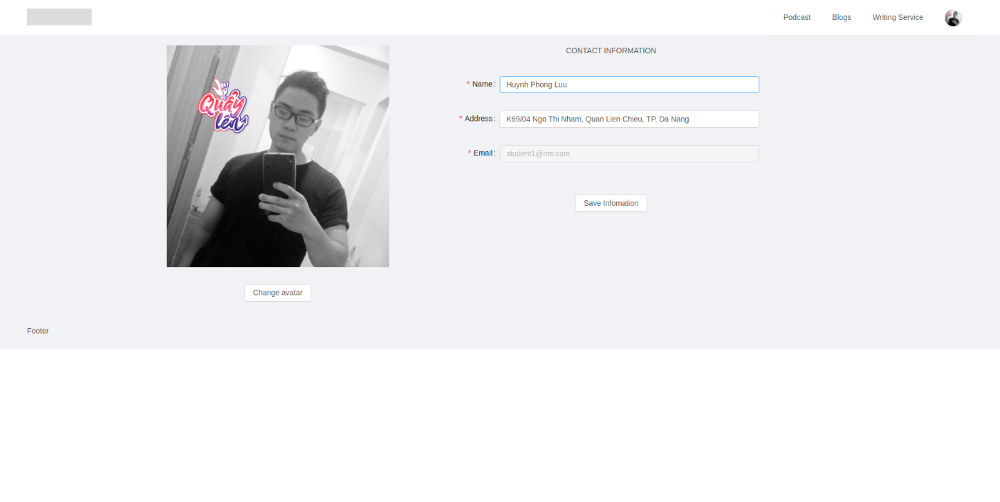 Podcast Blogs Writing Service
Quẩy
lên
CONTACT INFORMATION
* Name: Huynh Phong Luu
* Address: K69/04 Ngo Thi Nham, Quan Lien Chieu, TP. Da Nang
* Email: student1@me.com
Save Infomation
Change avatar
Footer